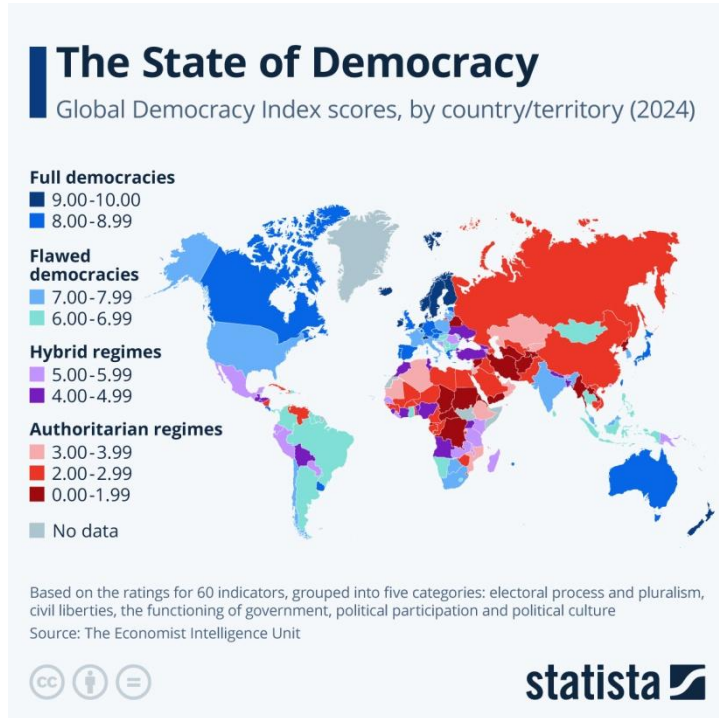 The State of Democracy
Global Democracy Index scores, by country/territory (2024)
Full democracies
9.00-10.00
8.00-8.99
Flawed
democracies
7.00-7.99
6.00-6.99
Hybrid regimes
5.00-5.99
4.00-4.99
Authoritarian regimes
3.00-3.99
2.00-2.99
0.00-1.99
No data
Based on the ratings for 60 indicators, grouped into five categories: electoral process and pluralism,
civil liberties, the functioning of government, political participation and political culture
Source: The Economist Intelligence Unit
cc
statista